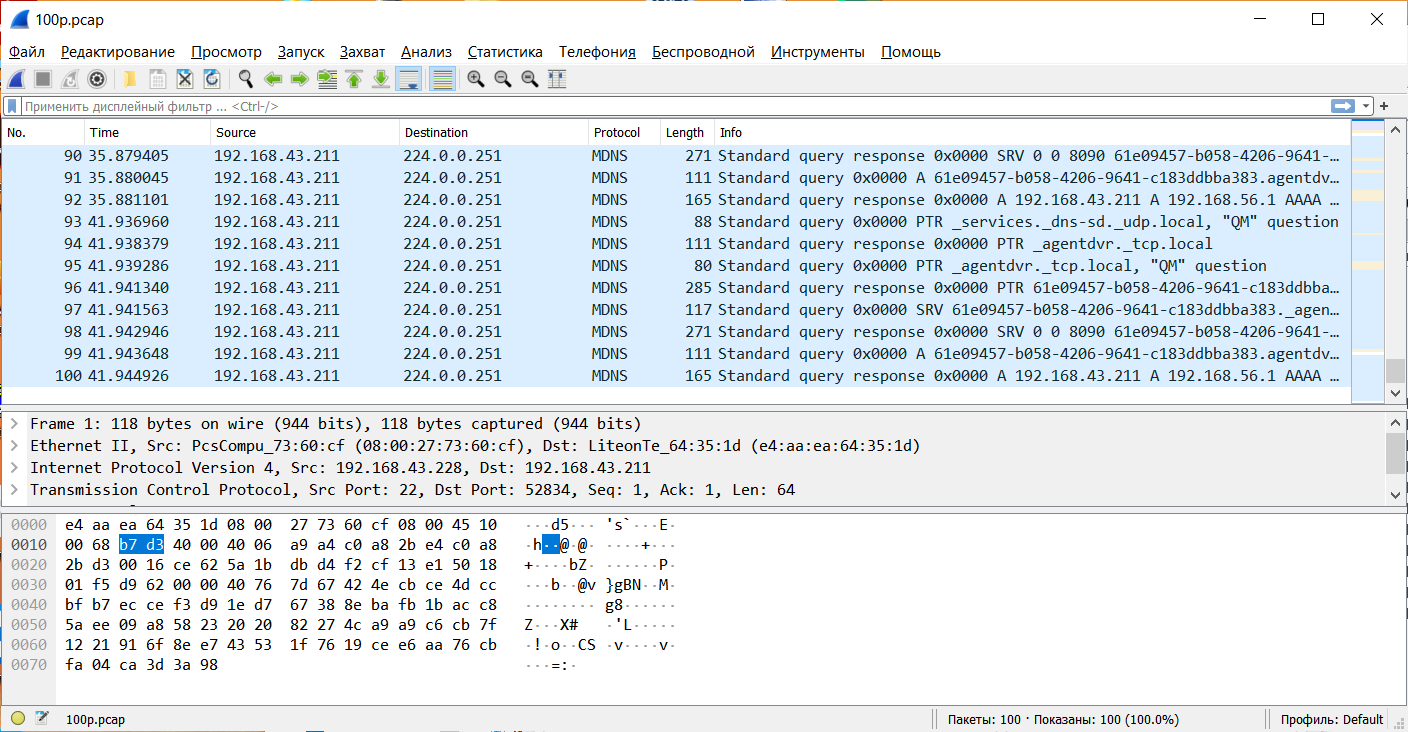 100p.pcap
Файл Редактирование Просмотр Запуск Захват Анализ Статистика Телефония Беспроводной Инструменты Помощь
Применить дисплейный фильтр ... <Ctrl-/>
No. Time Source Destination Protocol Length Info
90 35.879405 192.168.43.211 224.0.0.251 MDNS 271 Standard query response 0x0000 SRV 0 0 8090 61e09457-b058-4206-9641-…
91 35.880045 192.168.43.211 224.0.0.251 MDNS 111 Standard query 0x0000 A 61e09457-b058-4206-9641-c183ddbba383.agentdv…
92 35.881101 192.168.43.211 224.0.0.251 MDNS 165 Standard query response 0x0000 A 192.168.43.211 A 192.168.56.1 AAAA …
93 41.936960 192.168.43.211 224.0.0.251 MDNS 88 Standard query 0x0000 PTR _services._dns-sd._udp.local, "QM" question
94 41.938379 192.168.43.211 224.0.0.251 MDNS 111 Standard query response 0x0000 PTR _agentdvr._tcp.local
95 41.939286 192.168.43.211 224.0.0.251 MDNS 80 Standard query 0x0000 PTR _agentdvr._tcp.local, "QM" question
96 41.941340 192.168.43.211 224.0.0.251 MDNS 285 Standard query response 0x0000 PTR 61e09457-b058-4206-9641-c183ddbba…
97 41.941563 192.168.43.211 224.0.0.251 MDNS 117 Standard query 0x0000 SRV 61e09457-b058-4206-9641-c183ddbba383._agen…
98 41.942946 192.168.43.211 224.0.0.251 MDNS 271 Standard query response 0x0000 SRV 0 0 8090 61e09457-b058-4206-9641-…
99 41.943648 192.168.43.211 224.0.0.251 MDNS 111 Standard query 0x0000 A 61e09457-b058-4206-9641-c183ddbba383.agentdv…
100 41.944926 192.168.43.211 224.0.0.251 MDNS 165 Standard query response 0x0000 A 192.168.43.211 A 192.168.56.1 AAAA …
Frame 1: 118 bytes on wire (944 bits), 118 bytes captured (944 bits)
Ethernet II, Src: PcsCompu_73:60:cf (08:00:27:73:60:cf), Dst: LiteonTe_64:35:1d (e4:aa:ea:64:35:1d)
Internet Protocol Version 4, Src: 192.168.43.228, Dst: 192.168.43.211
Transmission Control Protocol, Src Port: 22, Dst Port: 52834, Seq: 1, Ack: 1, Len: 64
0000 e4 aa ea 64 35 1d 08 00 27 73 60 cf 08 00 45 10 ···d5··· 's`···E·
0010 00 68 b7 d3 40 00 40 06 a9 a4 c0 a8 2b e4 c0 a8 ·h··@·@· ····+···
0020 2b d3 00 16 ce 62 5a 1b db d4 f2 cf 13 e1 50 18 +····bZ· ······P·
0030 01 f5 d9 62 00 00 40 76 7d 67 42 4e cb ce 4d cc ···b··@v }gBN··M·
0040 bf b7 ec ce f3 d9 1e d7 67 38 8e ba fb 1b ac c8 ········ g8······
0050 5a ee 09 a8 58 23 20 20 82 27 4c a9 a9 c6 cb 7f Z···X#   ·'L·····
0060 12 21 91 6f 8e e7 43 53 1f 76 19 ce e6 aa 76 cb ·!·o··CS ·v····v·
0070 fa 04 ca 3d 3a 98 ···=:·
100p.pcap Пакеты: 100 · Показаны: 100 (100.0%) Профиль: Default